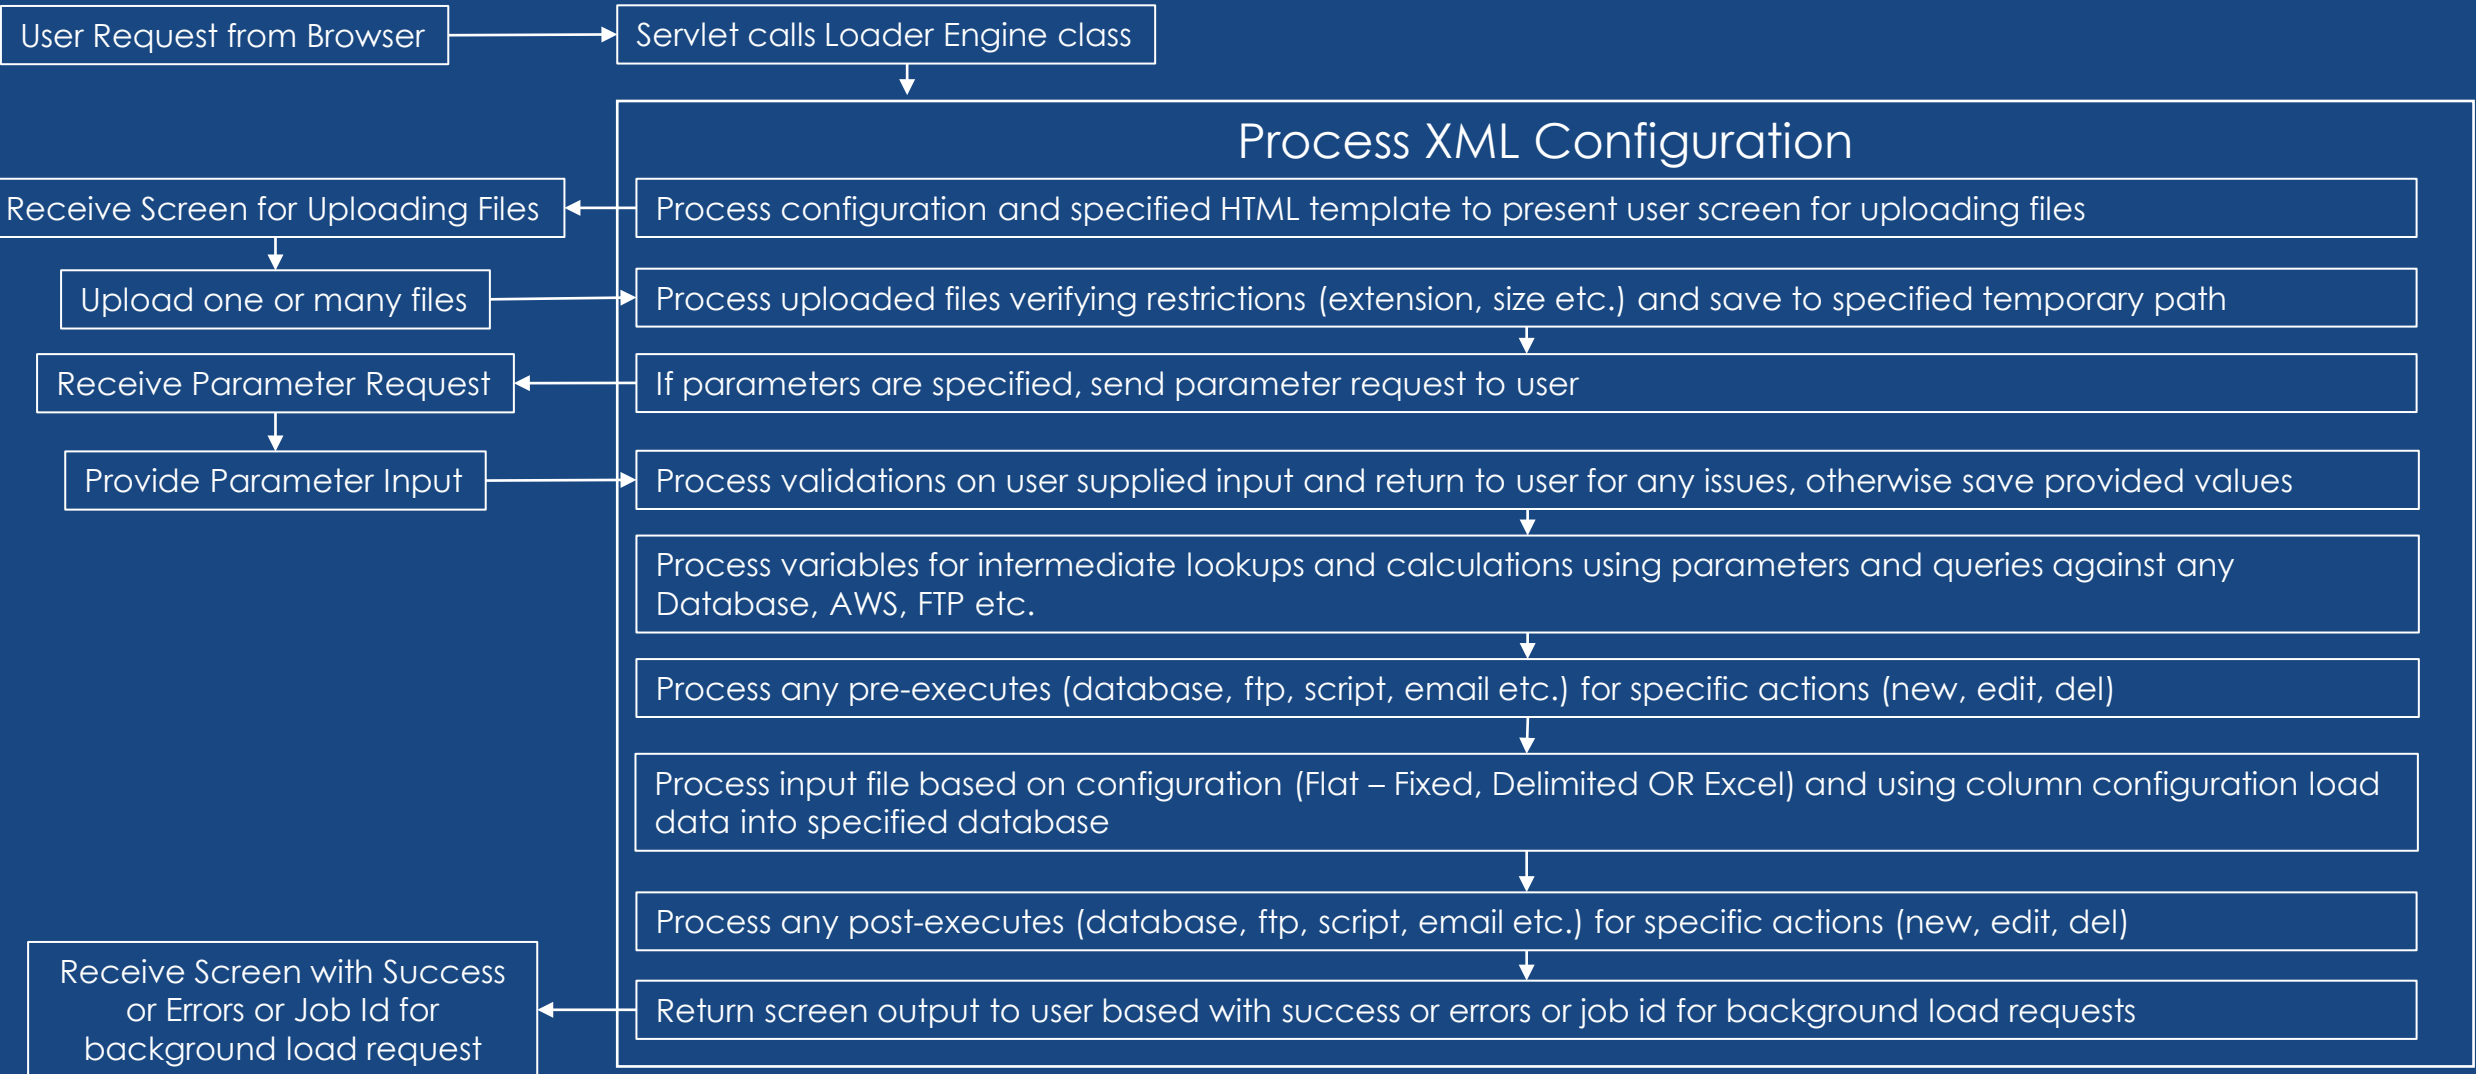 User Request from Browser
Servlet calls Loader Engine class
Process XML Configuration
Receive Screen for Uploading Files
Process configuration and specified HTML template to present user screen for uploading files
Upload one or many files
Process uploaded files verifying restrictions (extension, size etc.) and save to specified temporary path
Receive Parameter Request
If parameters are specified, send parameter request to user
Provide Parameter Input
Process validations on user supplied input and return to user for any issues, otherwise save provided values
Process variables for intermediate lookups and calculations using parameters and queries against any
Database, AWS, FTP etc.
Process any pre-executes (database, ftp, script, email etc.) for specific actions (new, edit, del)
Process input file based on configuration (Flat – Fixed, Delimited OR Excel) and using column configuration load
data into specified database
Process any post-executes (database, ftp, script, email etc.) for specific actions (new, edit, del)
Receive Screen with Success
or Errors or Job Id for
background load request
Return screen output to user based with success or errors or job id for background load requests